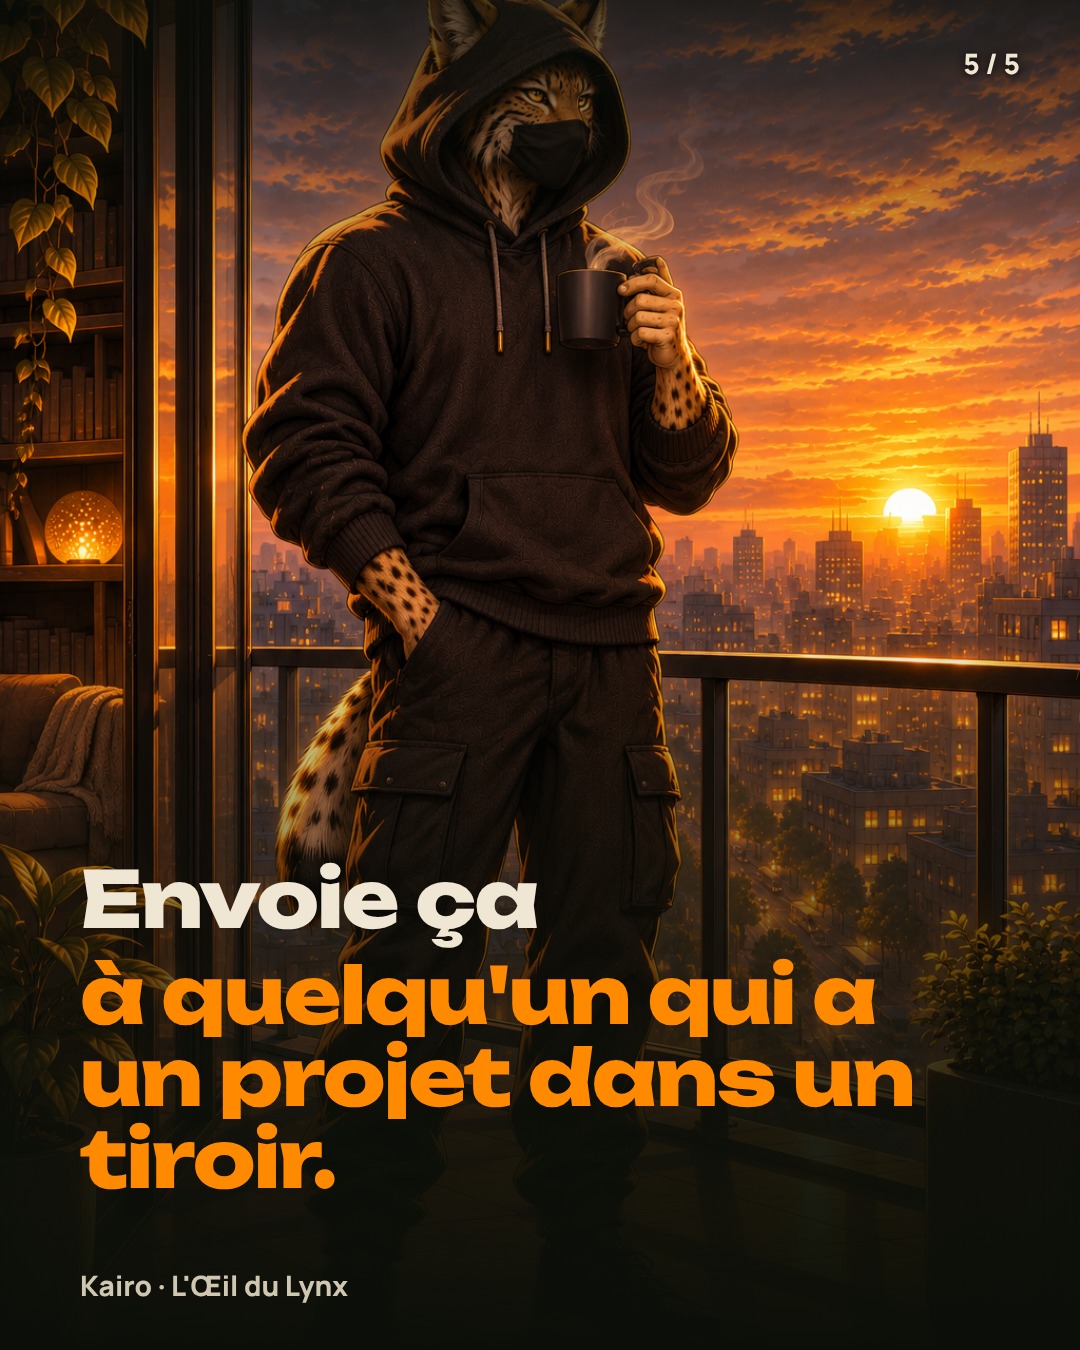 5 / 5
Envoie ça
à quelqu'un qui a
un projet dans un
tiroir.
Kairo · L'Œil du Lynx